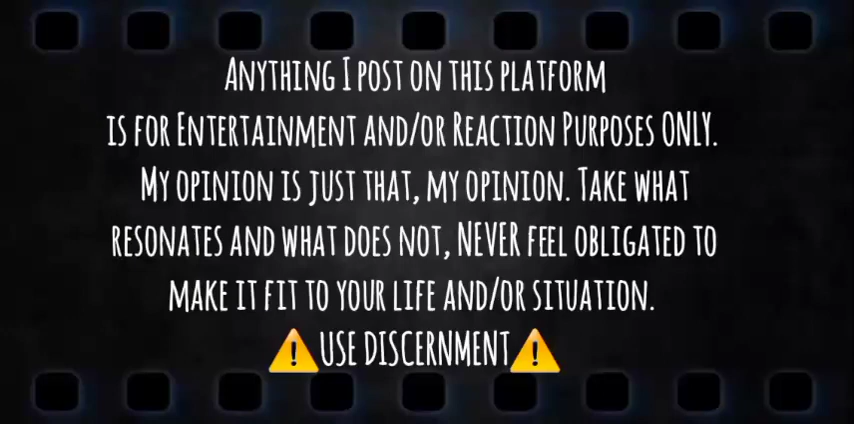 Anything I post on this platform
is for Entertainment and/or Reaction Purposes ONLY.
My opinion is just that, my opinion. Take what
resonates and what does not, NEVER feel obligated to
make it fit to your life and/or situation.
⚠️USE DISCERNMENT⚠️